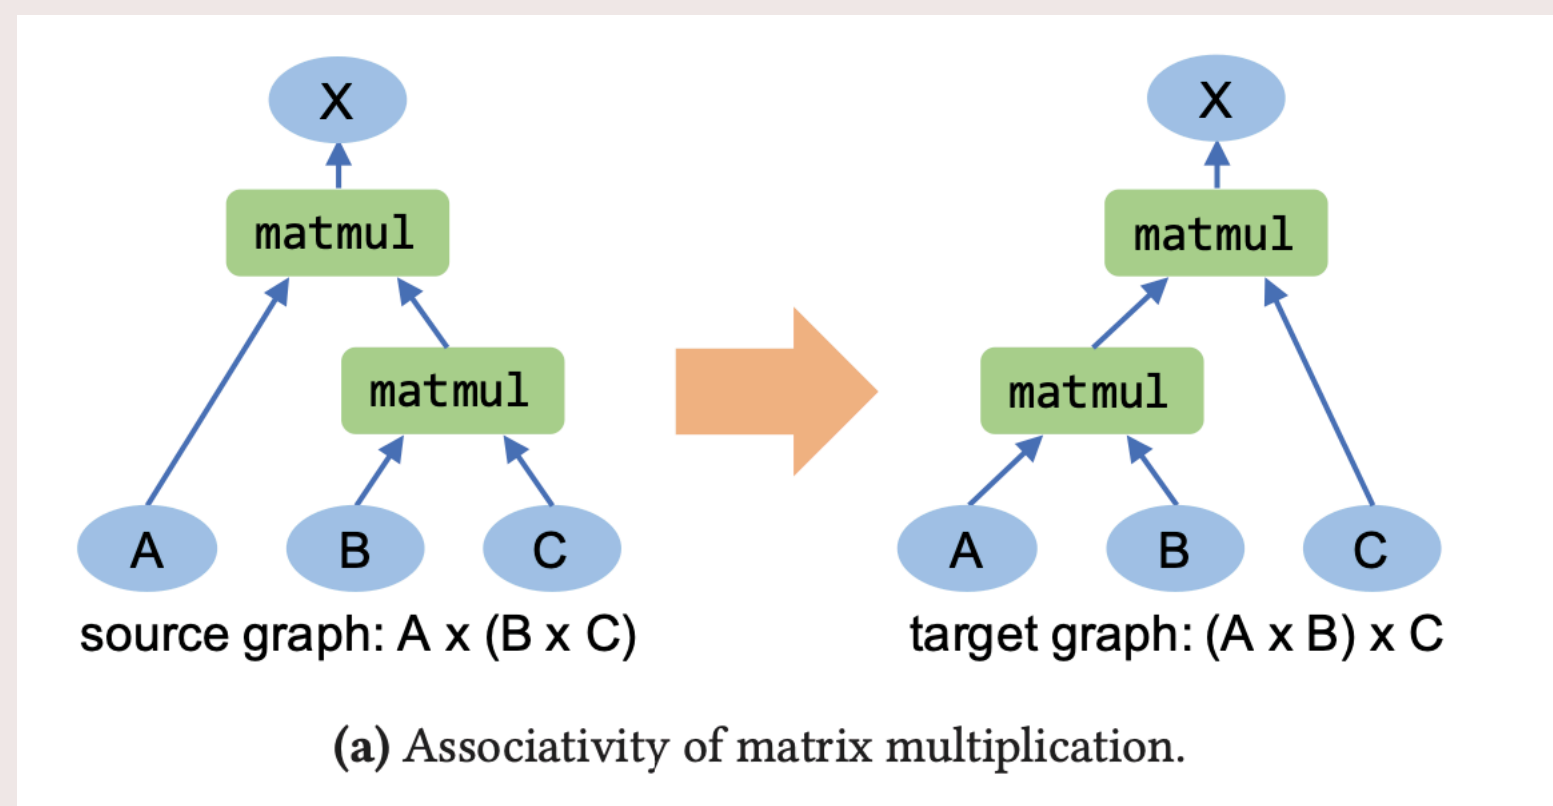 X
X
matmul
matmul
matmul
matmul
A
B
C
A
B
C
source graph: A x (B x C)
target graph: (A x B) x C
(a) Associativity of matrix multiplication.